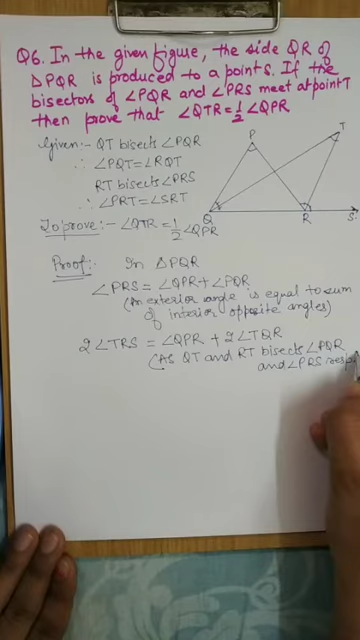 Q6. In the given figure, the side QR of
ΔPQR is produced to a points. If the
bisectors of ∠PQR and ∠PRS meet at point T
then prove that ∠QTR = 1/2 ∠QPR
Given:- QT bisects ∠PQR
∴ ∠PQT = ∠RQT
RT bisects ∠PRS
∴ ∠PRT = ∠SRT
To prove:- ∠QTR = 1/2 ∠QPR
P
T
Q
R
S
Proof:- In ΔPQR
∠PRS = ∠QPR + ∠PQR
(An exterior angle is equal to sum
of interior opposite angles)
2∠TRS = ∠QPR + 2∠TQR
(As QT and RT bisects ∠PQR
and ∠PRS resp